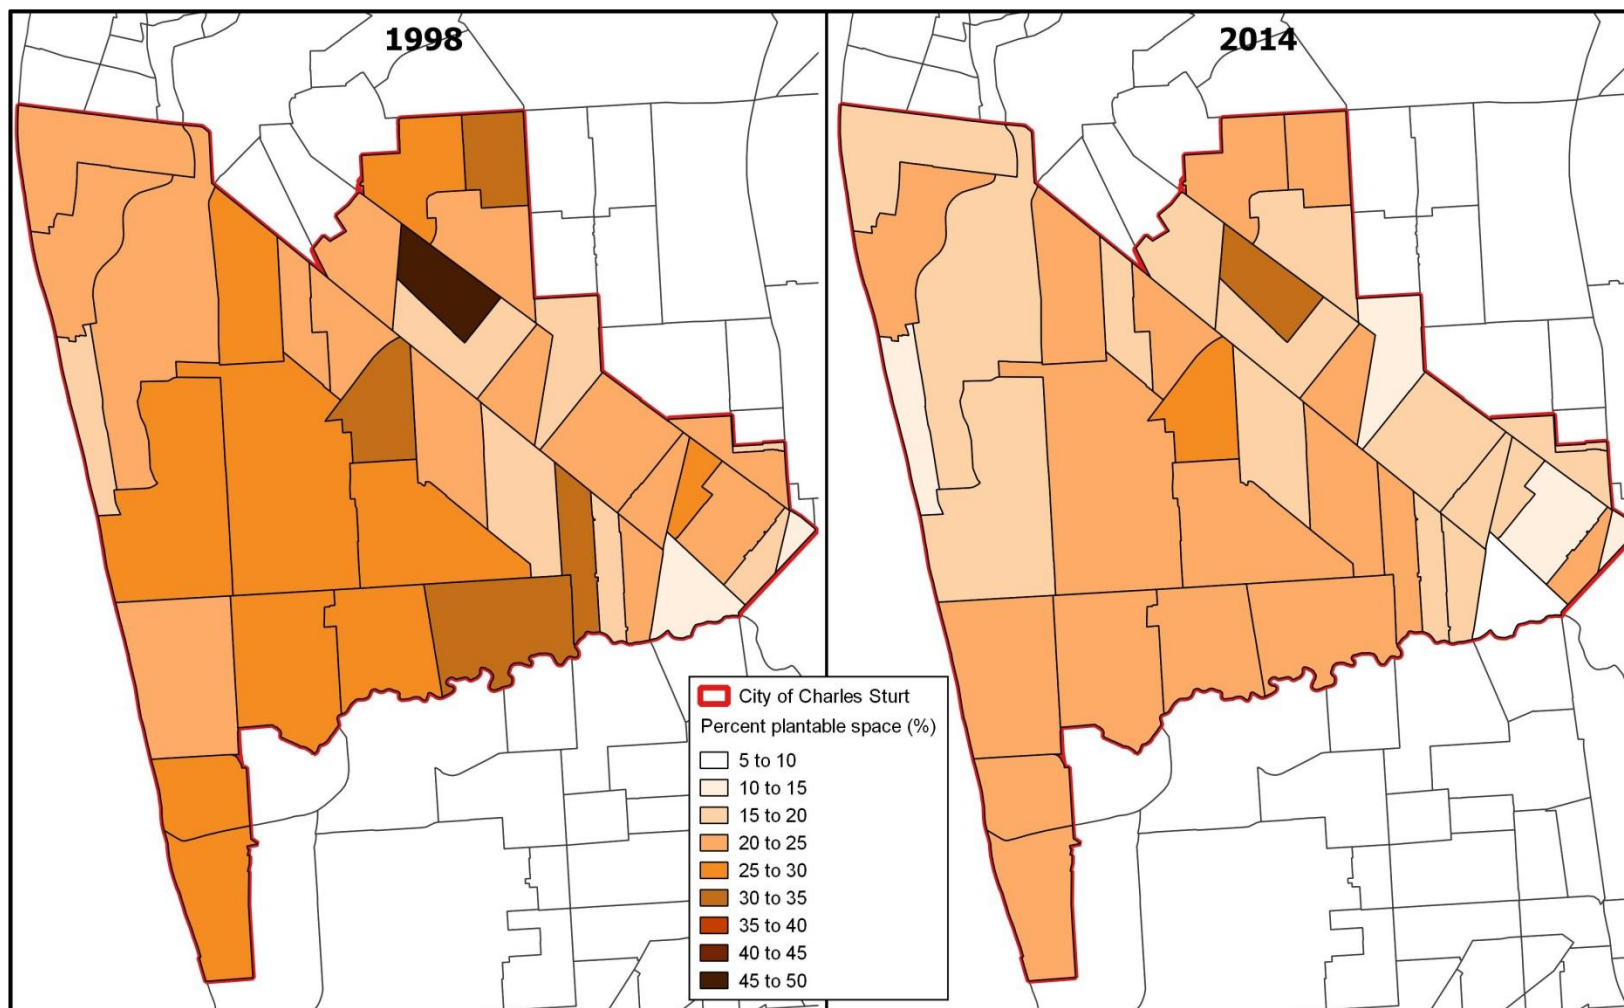 1998
2014
City of Charles Sturt
Percent plantable space (%)
5 to 10
10 to 15
15 to 20
20 to 25
25 to 30
30 to 35
35 to 40
40 to 45
45 to 50